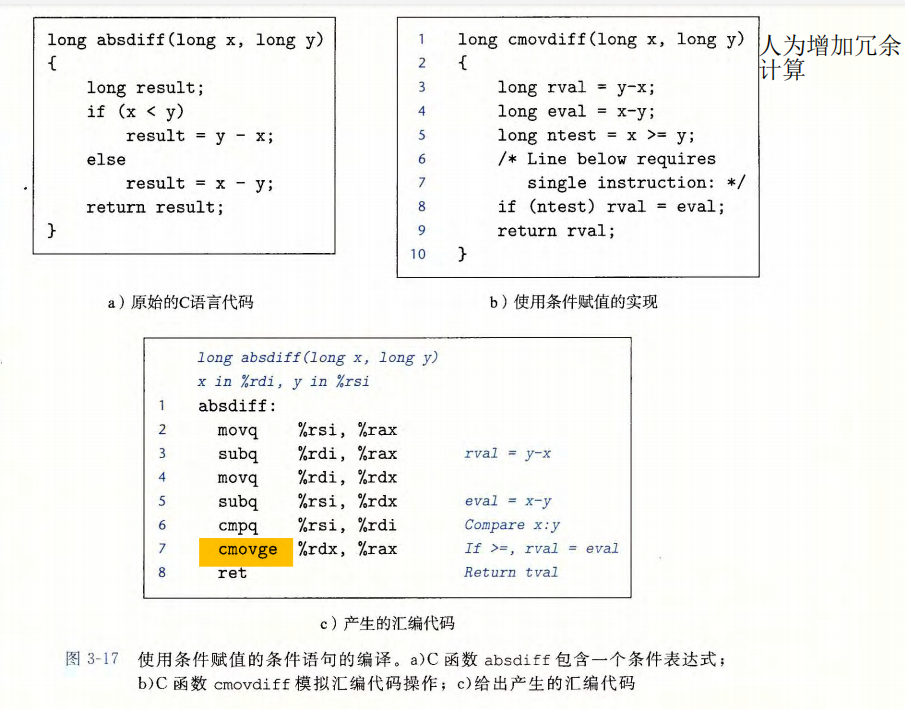 long absdiff(long x, long y)
{
    long result;
    if (x < y)
        result = y - x;
    else
        result = x - y;
    return result;
}
a)原始的C语言代码
1 long cmovdiff(long x, long y)
2 {
3     long rval = y-x;
4     long eval = x-y;
5     long ntest = x >= y;
6     /* Line below requires
7        single instruction: */
8     if (ntest) rval = eval;
9     return rval;
10 }
人为增加冗余
计算
b)使用条件赋值的实现
long absdiff(long x, long y)
x in %rdi, y in %rsi
1 absdiff:
2   movq    %rsi, %rax
3   subq    %rdi, %rax    rval = y-x
4   movq    %rdi, %rdx
5   subq    %rsi, %rdx    eval = x-y
6   cmpq    %rsi, %rdi    Compare x:y
7   cmovge  %rdx, %rax    If >=, rval = eval
8   ret    Return tval
c)产生的汇编代码
图 3-17 使用条件赋值的条件语句的编译。a)C 函数 absdiff 包含一个条件表达式;
b)C 函数 cmovdiff 模拟汇编代码操作;c)给出产生的汇编代码